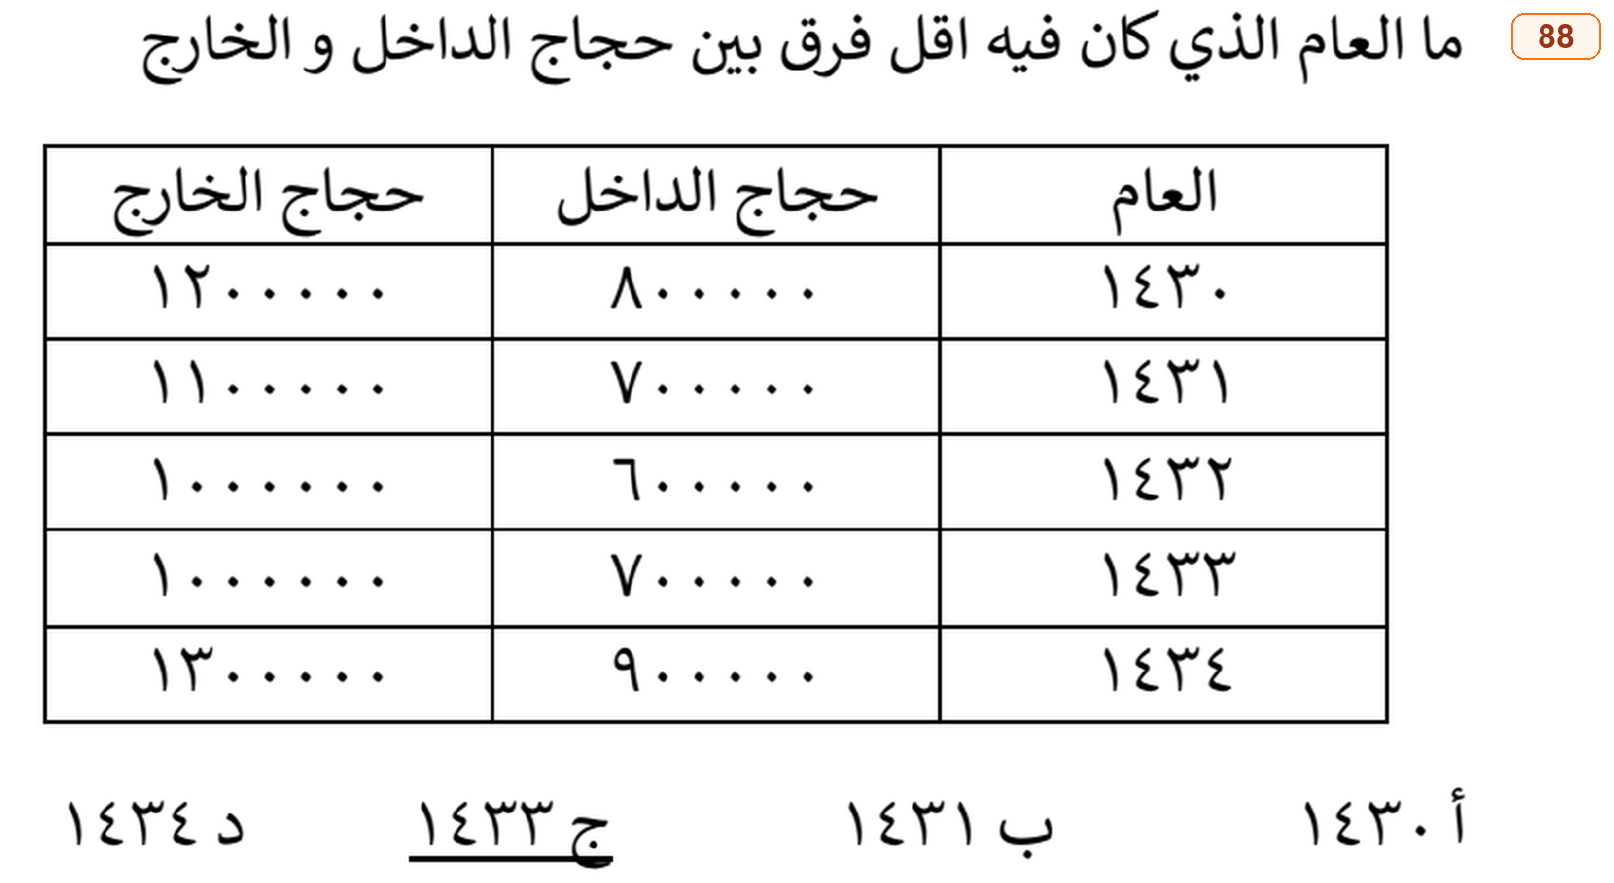 88
ما العام الذي كان فيه اقل فرق بين حجاج الداخل و الخارج
العام حجاج الداخل حجاج الخارج
١٤٣٠ ٨٠٠٠٠٠ ١٢٠٠٠٠٠
١٤٣١ ٧٠٠٠٠٠ ١١٠٠٠٠٠
١٤٣٢ ٦٠٠٠٠٠ ١٠٠٠٠٠٠
١٤٣٣ ٧٠٠٠٠٠ ١٠٠٠٠٠٠
١٤٣٤ ٩٠٠٠٠٠ ١٣٠٠٠٠٠
أ ١٤٣٠ ب ١٤٣١ ج ١٤٣٣ د ١٤٣٤